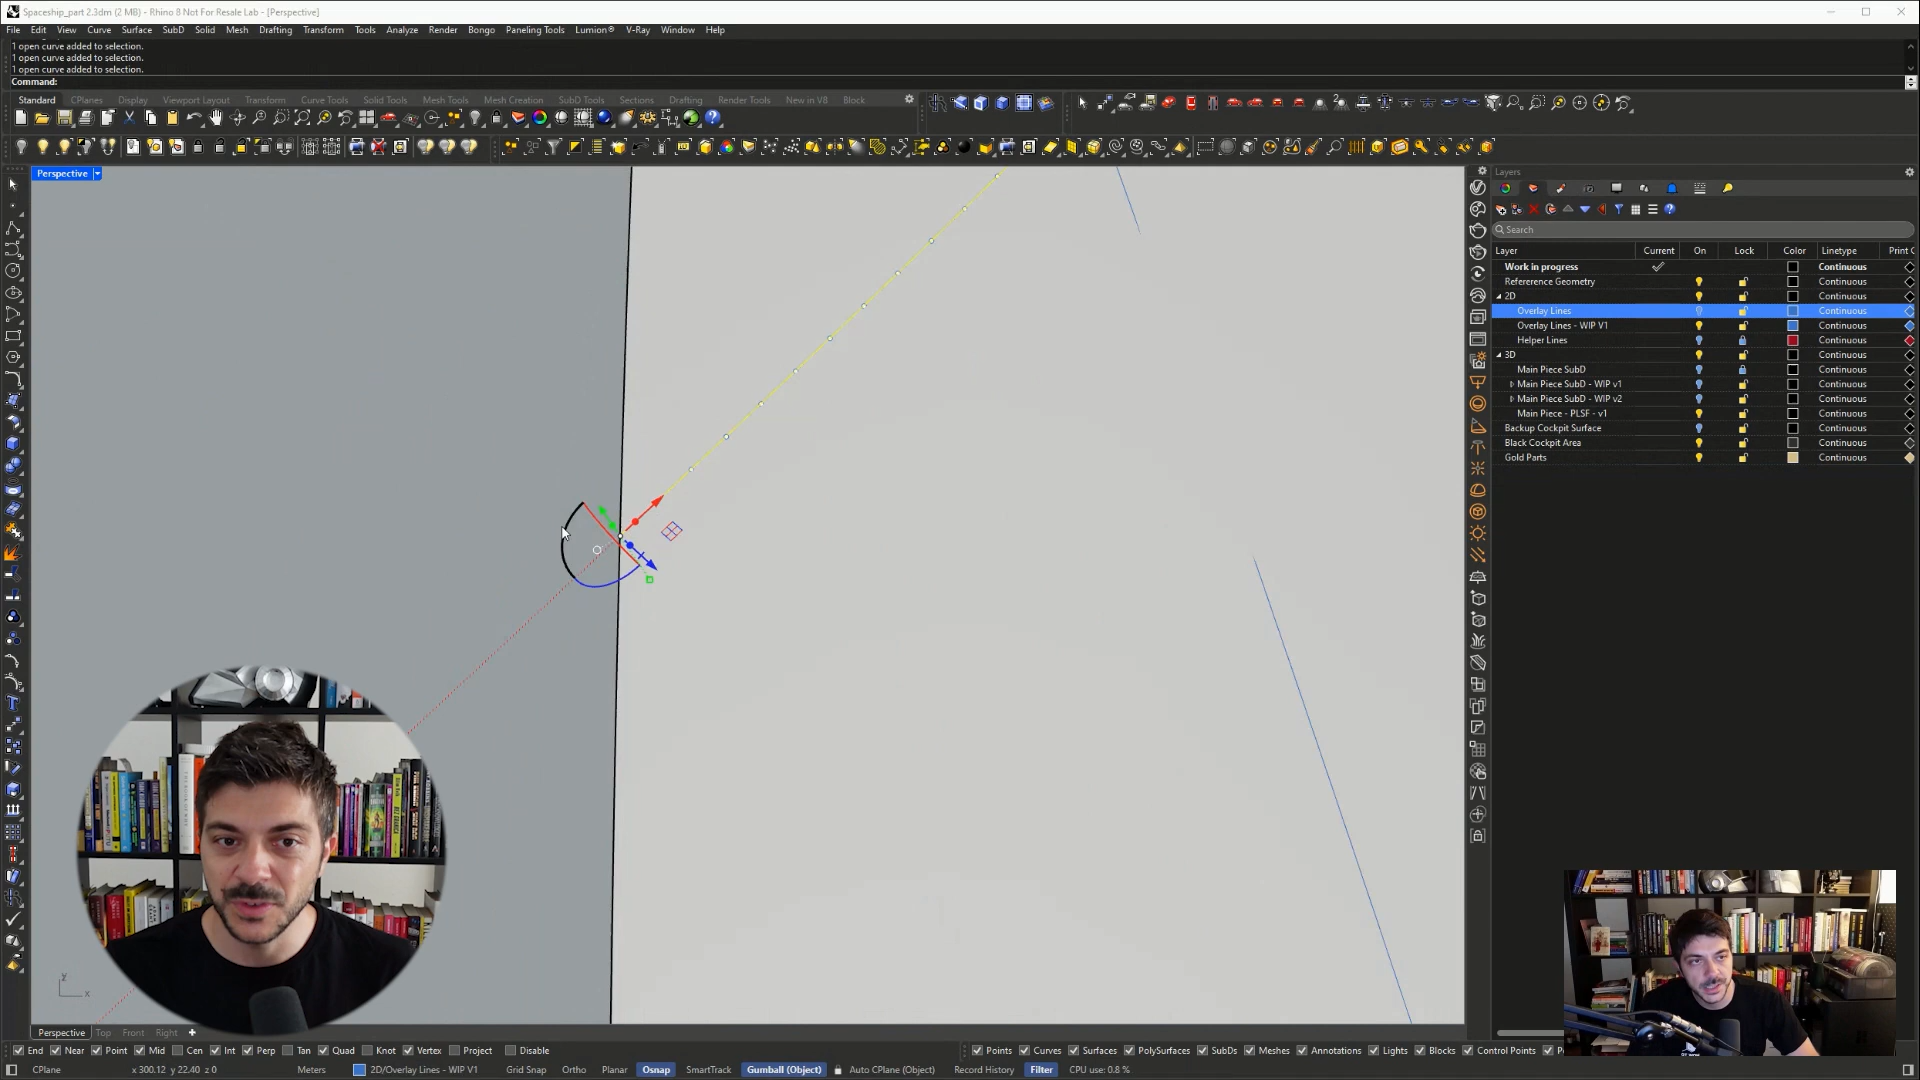 Spaceship_part 2.3dm (2 MB) - Rhino 8 Not For Resale Lab - [Perspective]
File Edit View Curve Surface SubD Solid Mesh Drafting Transform Tools Analyze Render Bongo Paneling Tools Lumion® V-Ray Window Help
1 open curve added to selection.
1 open curve added to selection.
1 open curve added to selection.
Command:
Standard CPlanes Display Viewport Layout Transform Curve Tools Solid Tools Mesh Tools Mesh Creation SubD Tools Sections Drafting Render Tools New in V8 Block
Perspective
Layers
Search
Layer Current On Lock Color Linetype Print C
Work in progress Continuous
Refererence Geometry Continuous
2D Continuous
Overlay Lines Continuous
Overlay Lines - WIP V1 Continuous
Helper Lines Continuous
3D Continuous
Main Piece SubD Continuous
Main Piece SubD - WIP v1 Continuous
Main Piece SubD - WIP v2 Continuous
Main Piece - PLSF - v1 Continuous
Backup Cockpit Surface Continuous
Black Cockpit Area Continuous
Gold Parts Continuous
y
x
Perspective Top Front Right
End Near Point Mid Cen Int Perp Tan Quad Knot Vertex Project Disable
Points Curves Surfaces PolySurfaces SubDs Meshes Annotations Lights Blocks Control Points
CPlane x 300.12 y 22.40 z 0 Meters 2D/Overlay Lines - WIP V1 Grid Snap Ortho Planar Osnap SmartTrack Gumball (Object) Auto CPlane (Object) Record History Filter CPU use: 0.8 %